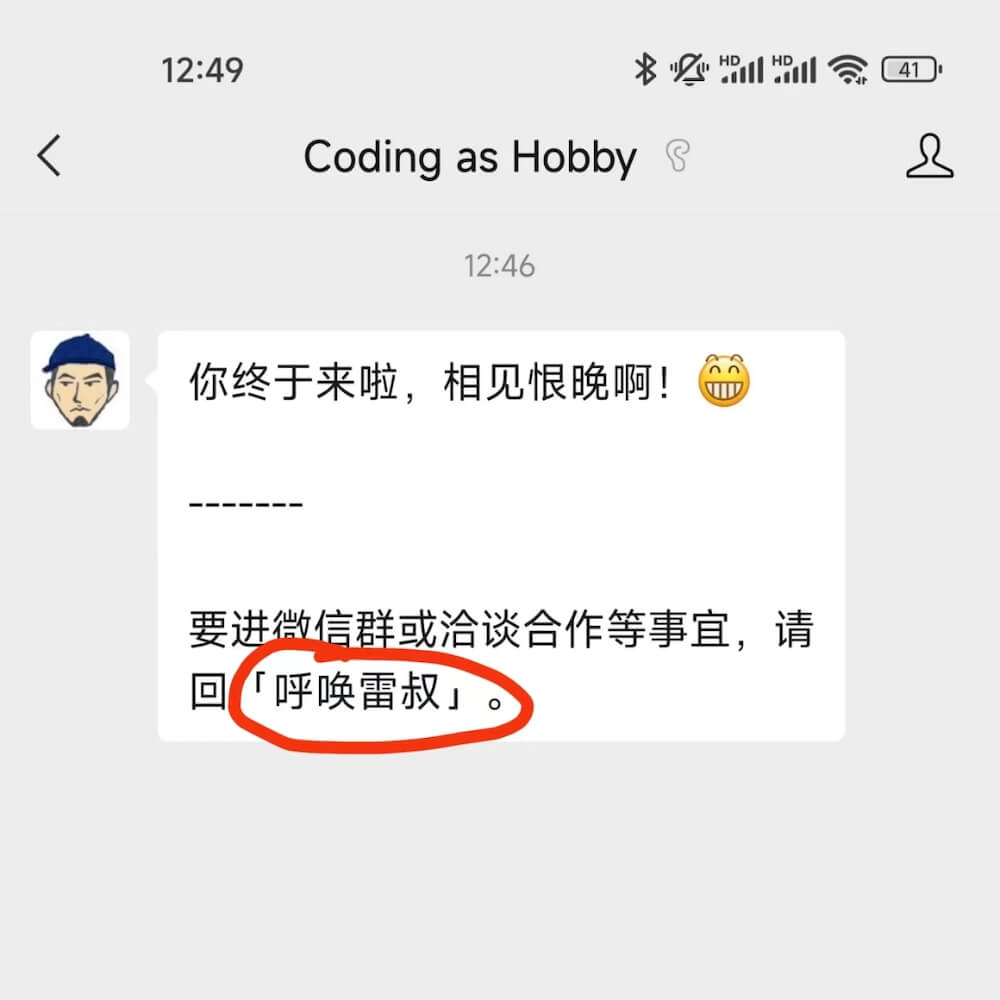 12:49 HD HD 41
Coding as Hobby
12:46
你终于来啦，相见恨晚啊！😁
-------
要进微信群或洽谈合作等事宜，请
回「呼唤雷叔」。